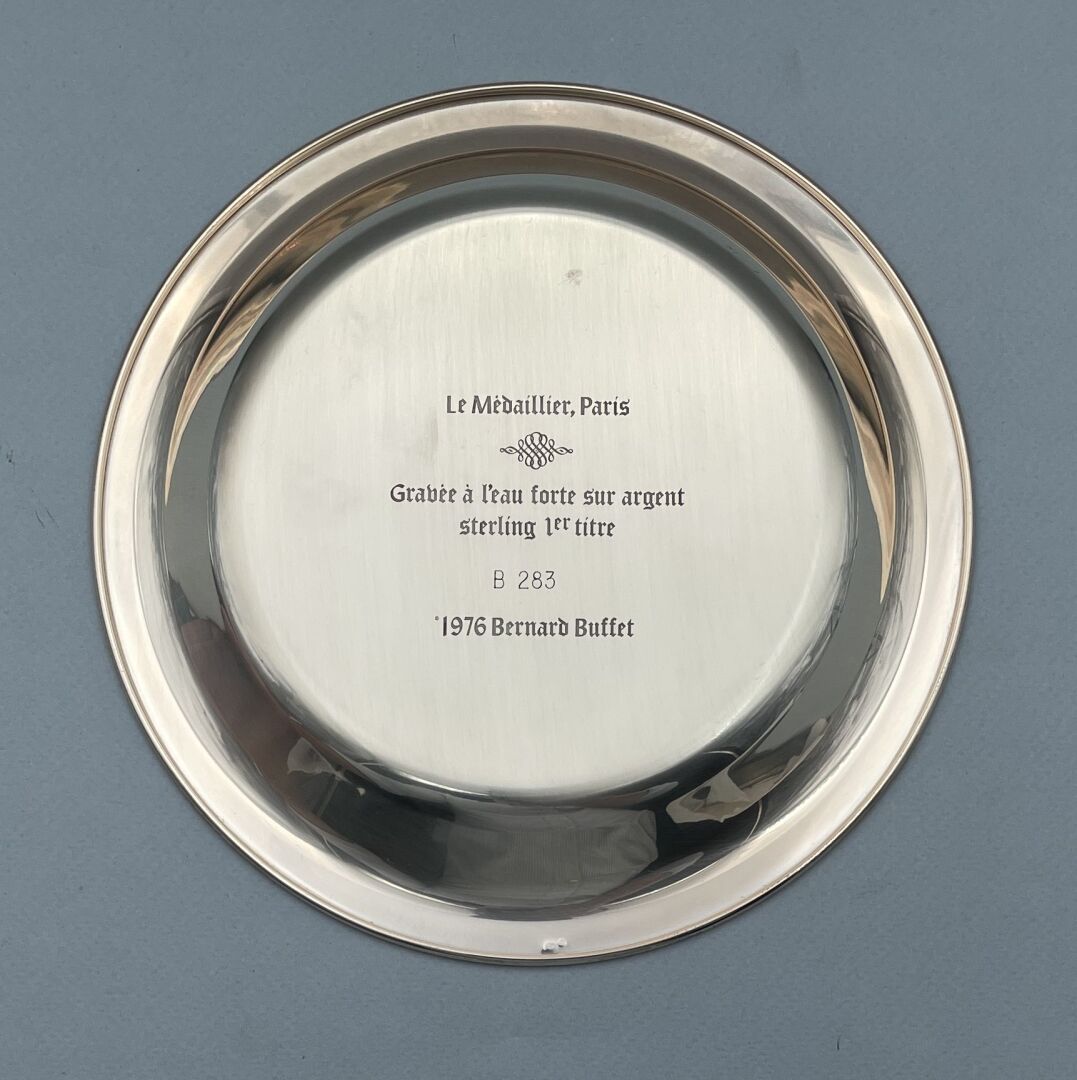 Le Médaillier, Paris
Gravée à l'eau forte sur argent
sterling 1er titre
B 283
°1976 Bernard Buffet